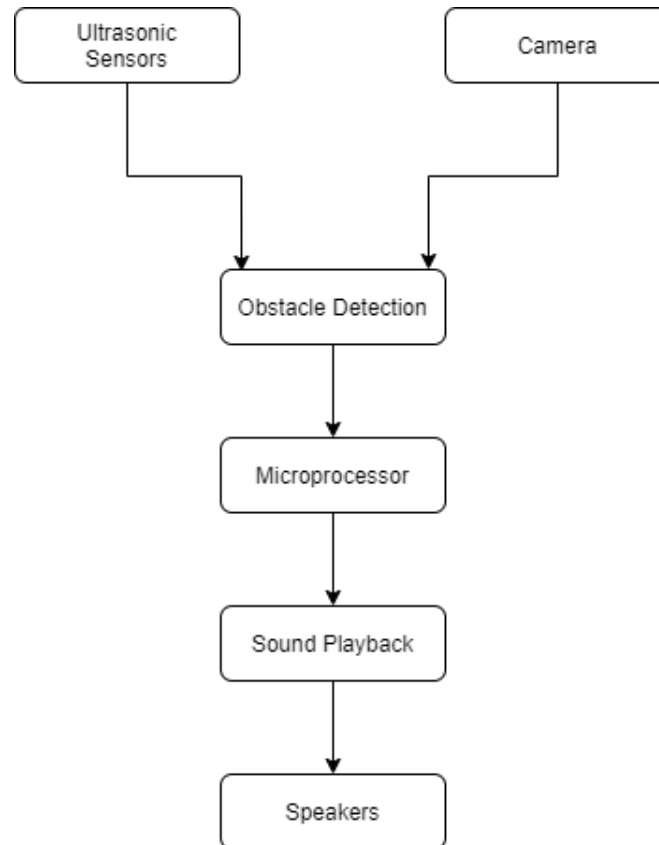 Ultrasonic
Sensors
Camera
Obstacle Detection
Microprocessor
Sound Playback
Speakers